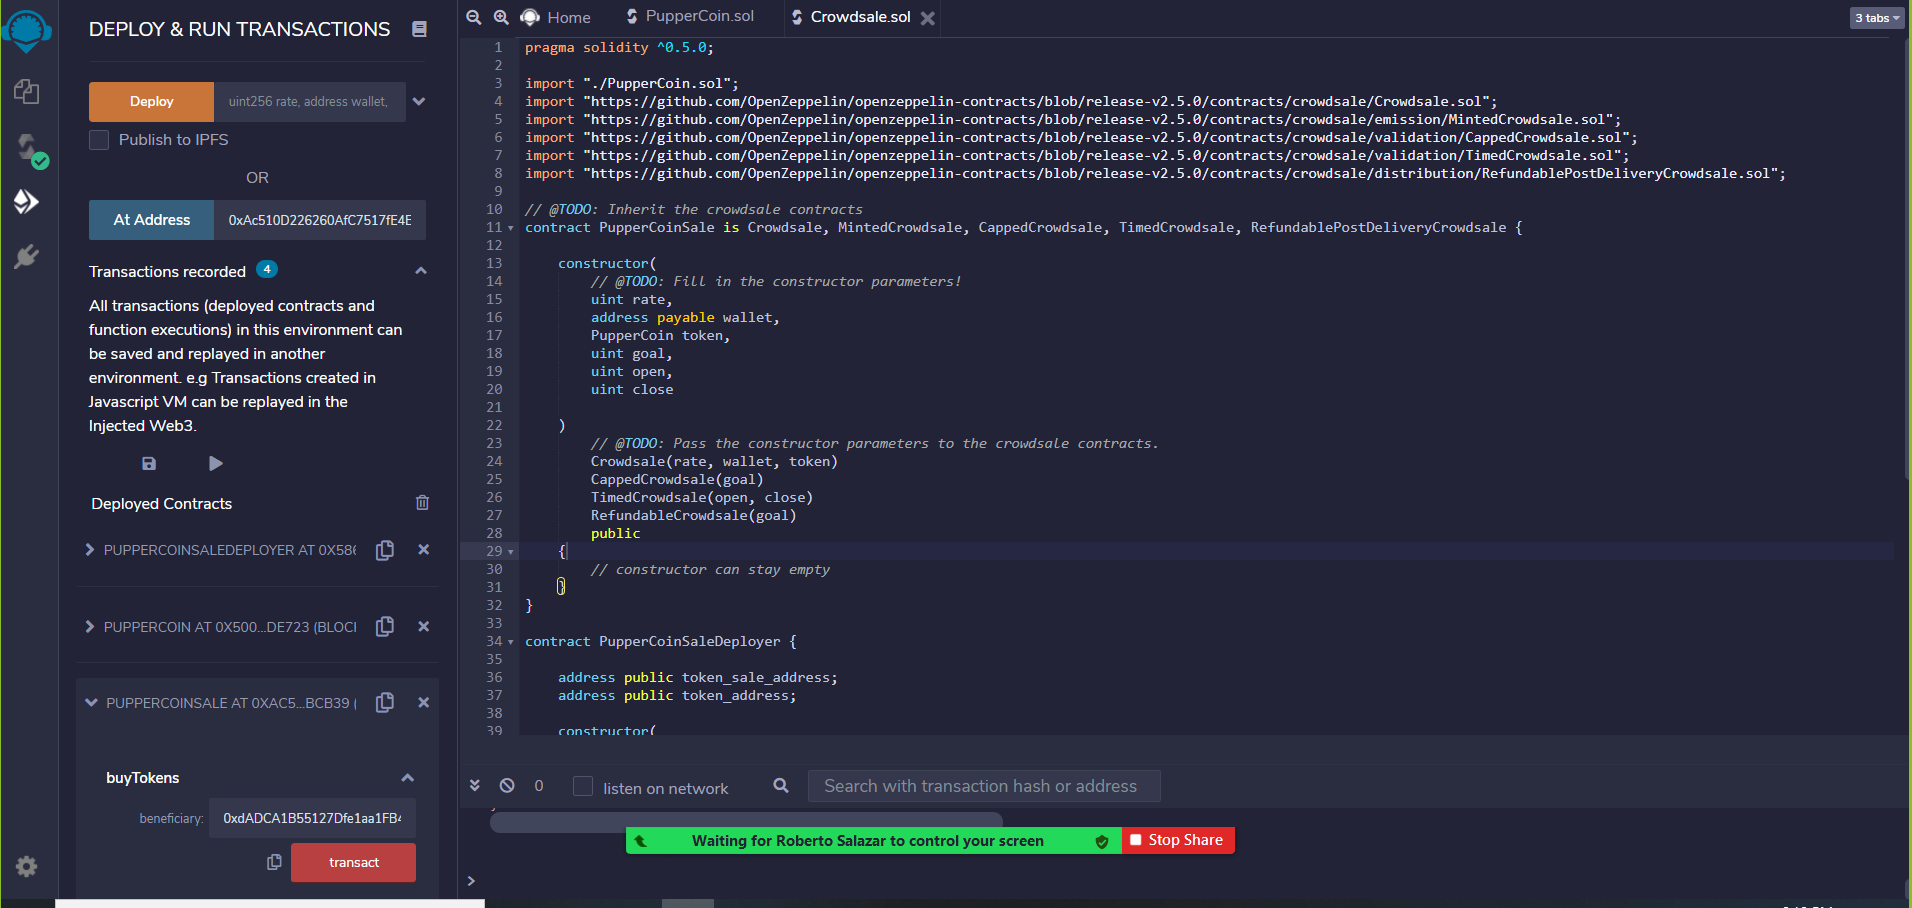 DEPLOY & RUN TRANSACTIONS
Deploy
uint256 rate, address wallet,
Publish to IPFS
OR
At Address
0xAc510D226260AfC7517fE4E
Transactions recorded 4
All transactions (deployed contracts and
function executions) in this environment can
be saved and replayed in another
environment. e.g Transactions created in
Javascript VM can be replayed in the
Injected Web3.
Deployed Contracts
PUPPERCOINSALEDEPLOYER AT 0X586
PUPPERCOIN AT 0X500...DE723 (BLOCI
PUPPERCOINSALE AT 0XAC5...BCB39 (
buyTokens
beneficiary:
0xdADCA1B55127Dfe1aa1FB4
transact
Home
PupperCoin.sol
Crowdsale.sol
3 tabs
1 pragma solidity ^0.5.0;
2
3 import "./PupperCoin.sol";
4 import "https://github.com/OpenZeppelin/openzeppelin-contracts/blob/release-v2.5.0/contracts/crowdsale/Crowdsale.sol";
5 import "https://github.com/OpenZeppelin/openzeppelin-contracts/blob/release-v2.5.0/contracts/crowdsale/emission/MintedCrowdsale.sol";
6 import "https://github.com/OpenZeppelin/openzeppelin-contracts/blob/release-v2.5.0/contracts/crowdsale/validation/CappedCrowdsale.sol";
7 import "https://github.com/OpenZeppelin/openzeppelin-contracts/blob/release-v2.5.0/contracts/crowdsale/validation/TimedCrowdsale.sol";
8 import "https://github.com/OpenZeppelin/openzeppelin-contracts/blob/release-v2.5.0/contracts/crowdsale/distribution/RefundablePostDeliveryCrowdsale.sol";
9
10 // @TODO: Inherit the crowdsale contracts
11 contract PupperCoinSale is Crowdsale, MintedCrowdsale, CappedCrowdsale, TimedCrowdsale, RefundablePostDeliveryCrowdsale {
12
13 constructor(
14 // @TODO: Fill in the constructor parameters!
15 uint rate,
16 address payable wallet,
17 PupperCoin token,
18 uint goal,
19 uint open,
20 uint close
21
22 )
23 // @TODO: Pass the constructor parameters to the crowdsale contracts.
24 Crowdsale(rate, wallet, token)
25 CappedCrowdsale(goal)
26 TimedCrowdsale(open, close)
27 RefundableCrowdsale(goal)
28 public
29 {
30 // constructor can stay empty
31 }
32 }
33
34 contract PupperCoinSaleDeployer {
35
36 address public token_sale_address;
37 address public token_address;
38
39 constructor(
0
listen on network
Search with transaction hash or address
Waiting for Roberto Salazar to control your screen
Stop Share
>